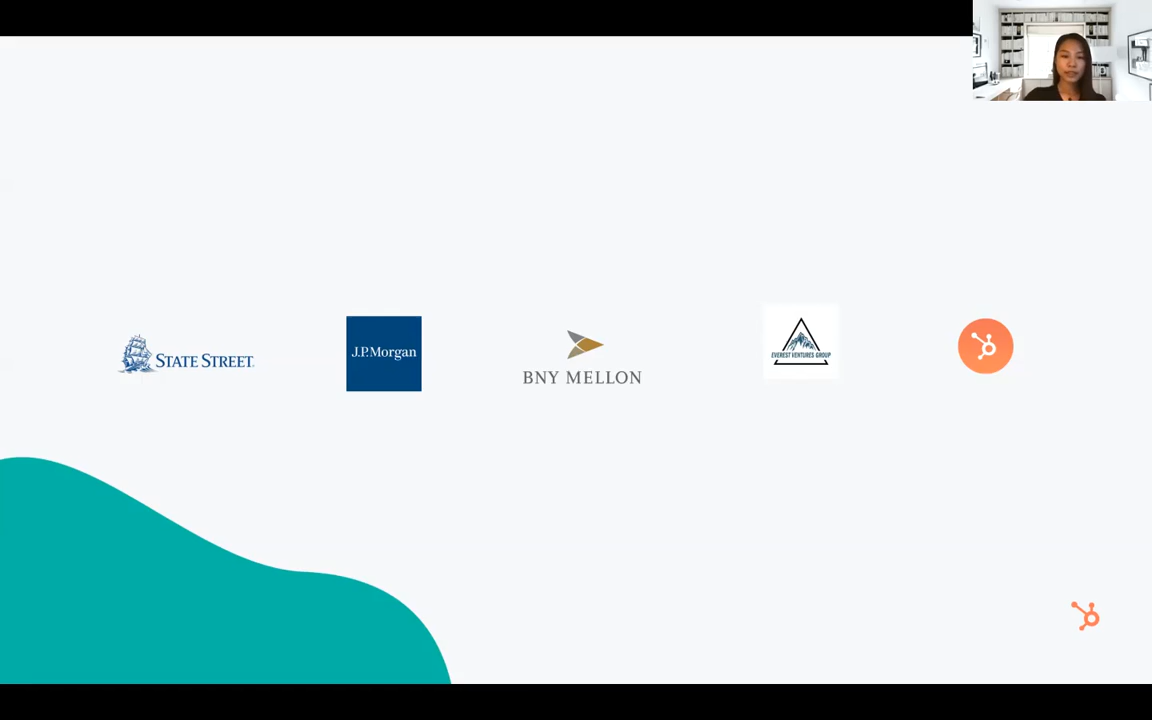 STATE STREET.
J.P.Morgan
BNY MELLON
EVEREST VENTURES GROUP